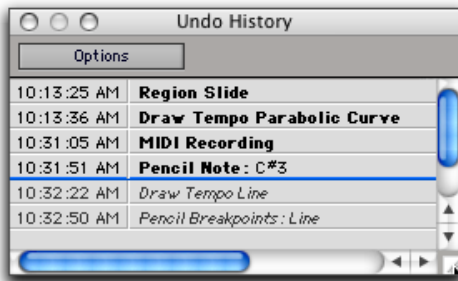 Undo History
Options
10:13:25 AM Region Slide
10:13:36 AM Draw Tempo Parabolic Curve
10:31:05 AM MIDI Recording
10:31:51 AM Pencil Note: C#3
10:32:22 AM Draw Tempo Line
10:32:50 AM Pencil Breakpoints: Line